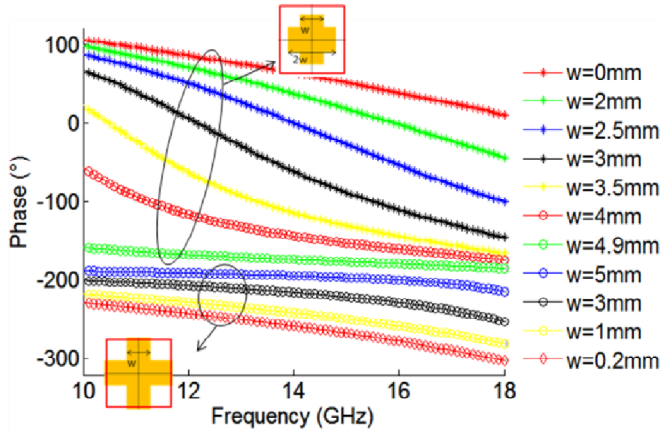 w
2w
100
0
-100
-200
-300
Phase (°)
10
12
14
16
18
Frequency (GHz)
w
w=0mm
w=2mm
w=2.5mm
w=3mm
w=3.5mm
w=4mm
w=4.9mm
w=5mm
w=3mm
w=1mm
w=0.2mm